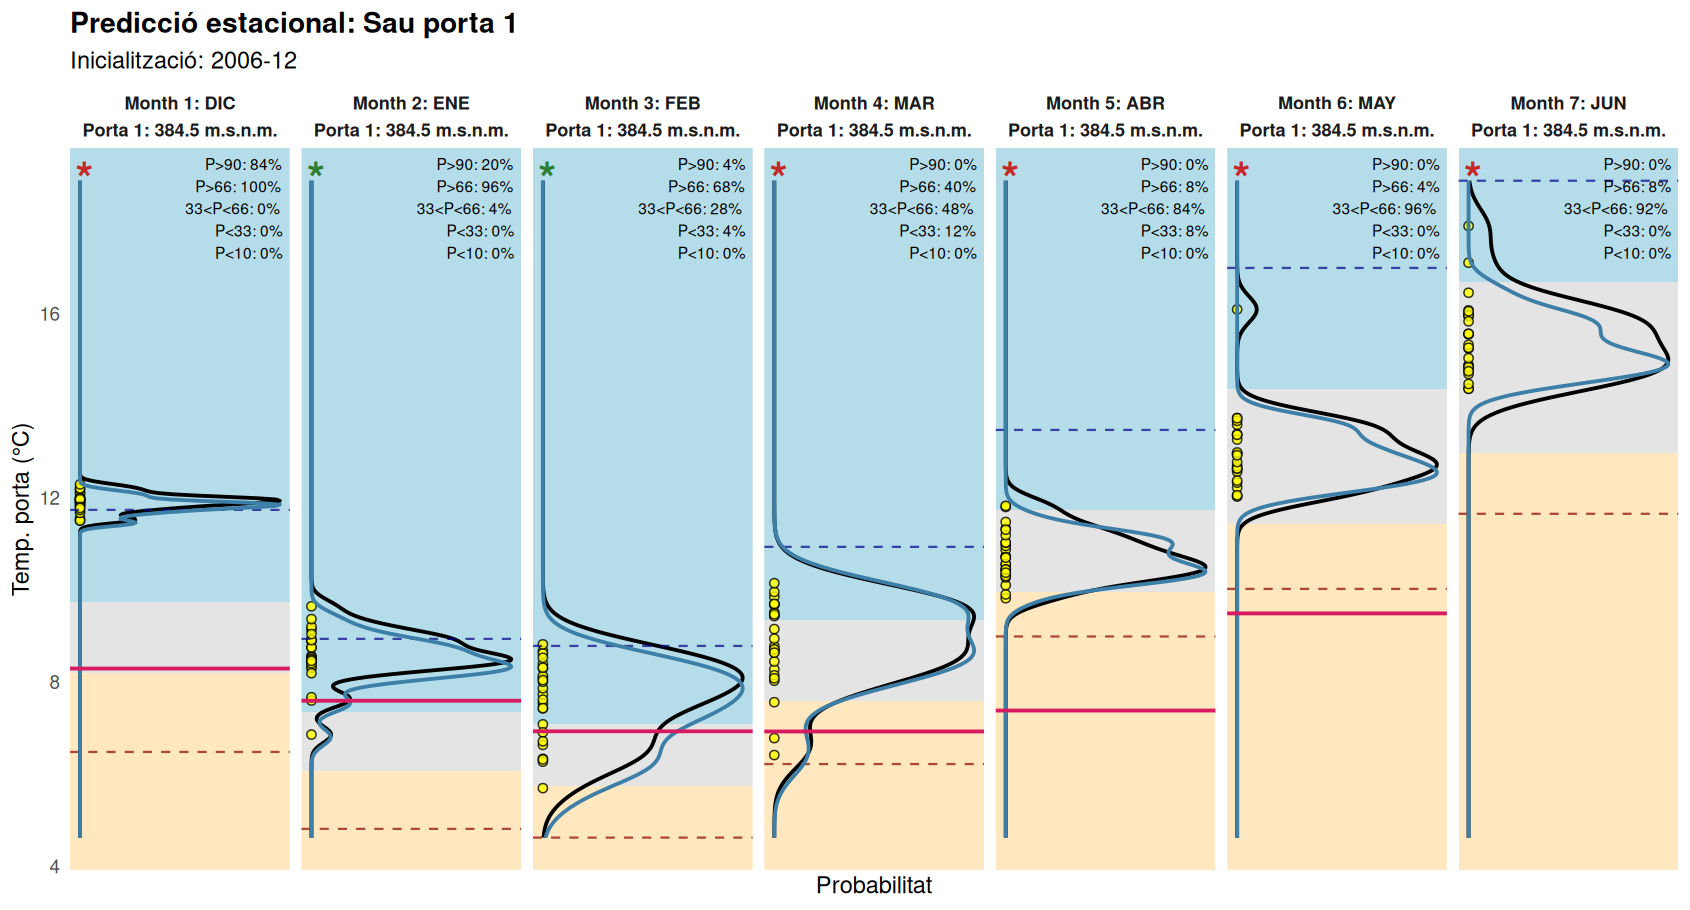 Predicció estacional: Sau porta 1
Inicialització: 2006-12
Month 1: DIC
Porta 1: 384.5 m.s.n.m.
Month 2: ENE
Porta 1: 384.5 m.s.n.m.
Month 3: FEB
Porta 1: 384.5 m.s.n.m.
Month 4: MAR
Porta 1: 384.5 m.s.n.m.
Month 5: ABR
Porta 1: 384.5 m.s.n.m.
Month 6: MAY
Porta 1: 384.5 m.s.n.m.
Month 7: JUN
Porta 1: 384.5 m.s.n.m.
*
P>90: 84%
P>66: 100%
33<P<66: 0%
P<33: 0%
P<10: 0%
*
P>90: 20%
P>66: 96%
33<P<66: 4%
P<33: 0%
P<10: 0%
*
P>90: 4%
P>66: 68%
33<P<66: 28%
P<33: 4%
P<10: 0%
*
P>90: 0%
P>66: 40%
33<P<66: 48%
P<33: 12%
P<10: 0%
*
P>90: 0%
P>66: 8%
33<P<66: 84%
P<33: 8%
P<10: 0%
*
P>90: 0%
P>66: 4%
33<P<66: 96%
P<33: 0%
P<10: 0%
*
P>90: 0%
P>66: 8%
33<P<66: 92%
P<33: 0%
P<10: 0%
Temp. porta (°C)
16
12
8
4
Probabilitat